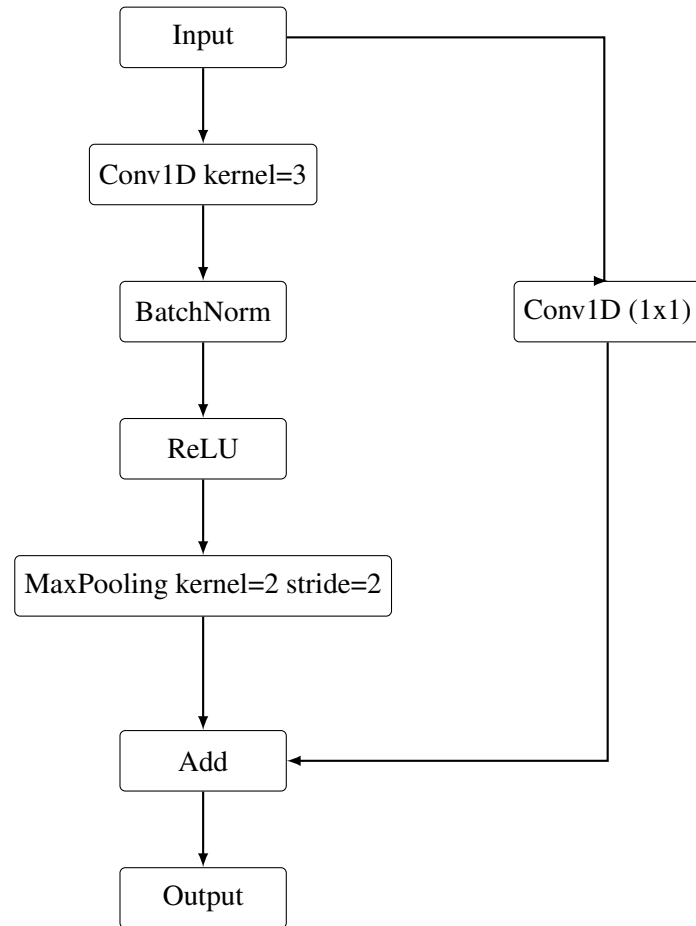 Input
Conv1D kernel=3
BatchNorm
Conv1D (1x1)
ReLU
MaxPooling kernel=2 stride=2
Add
Output